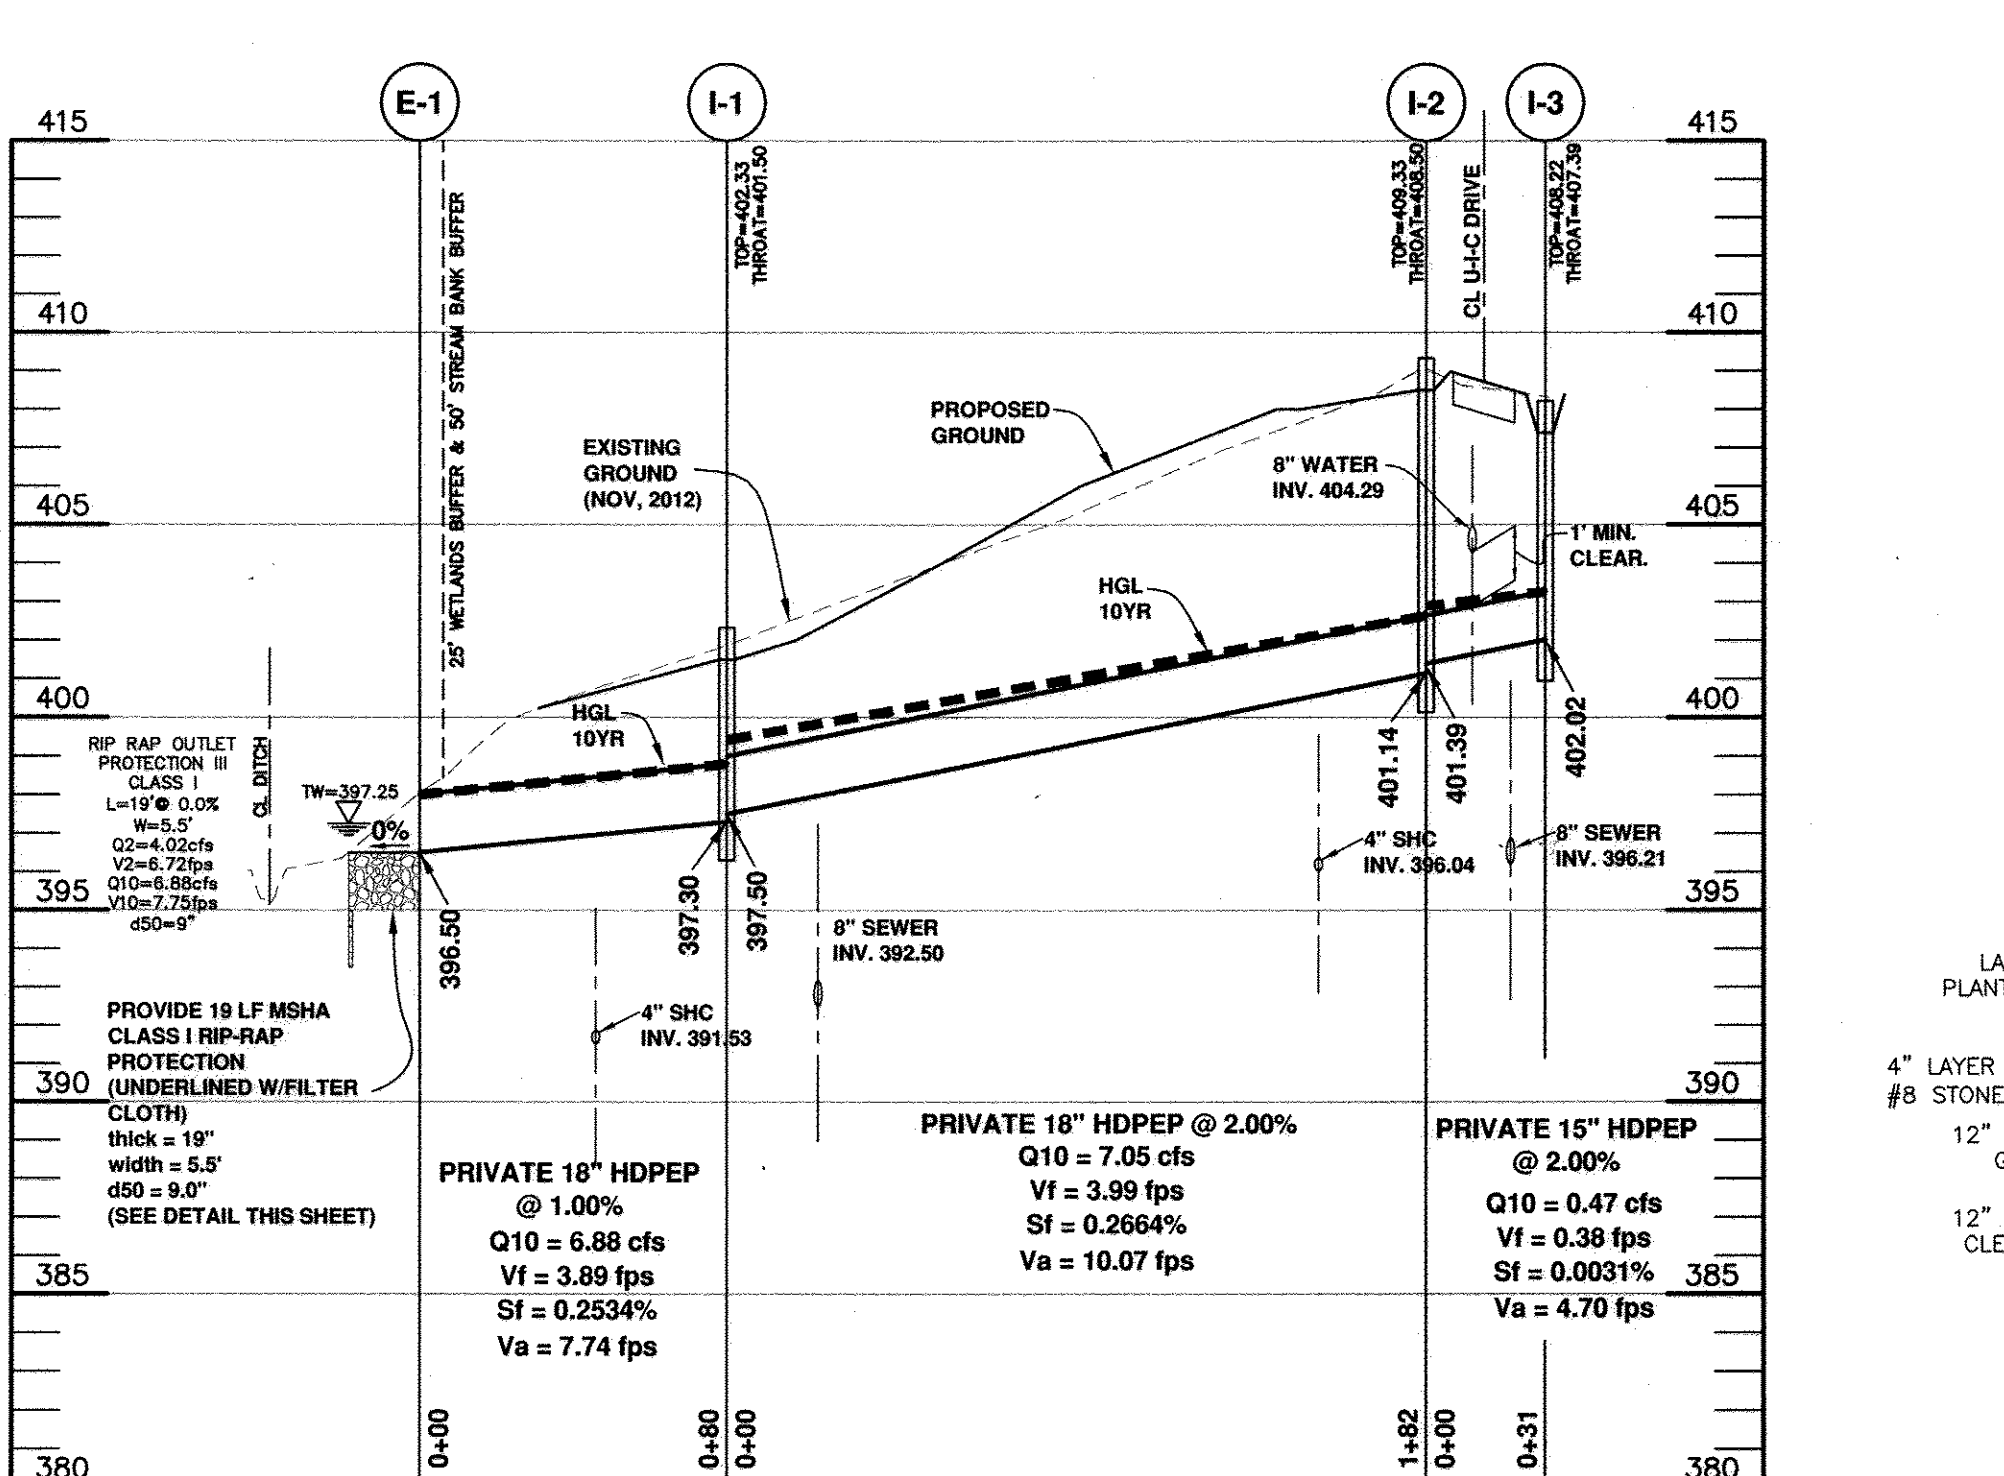 E-1
I-1
I-2
I-3
415
415
410
410
405
405
400
400
395
395
390
390
385
385
380
380
25' WETLANDS BUFFER & 50' STREAM BANK BUFFER
TOP=402.33
THROAT=401.50
TOP=409.33
THROAT=408.50
CL U-I-C DRIVE
TOP=408.22
THROAT=407.39
PROPOSED
GROUND
EXISTING
GROUND
(NOV, 2012)
8" WATER
INV. 404.29
1' MIN.
CLEAR.
HGL
10YR
HGL
10YR
RIP RAP OUTLET
PROTECTION III
CLASS I
L=19'@ 0.0%
W=5.5'
Q2=4.02cfs
V2=6.72fps
Q10=6.88cfs
V10=7.75fps
d50=9"
CL DITCH
TW=397.25
0%
396.50
397.30
397.50
401.14
401.39
402.02
4" SHC
INV. 396.04
8" SEWER
INV. 396.21
8" SEWER
INV. 392.50
4" SHC
INV. 391.53
PROVIDE 19 LF MSHA
CLASS I RIP-RAP
PROTECTION
(UNDERLINED W/FILTER
CLOTH)
thick = 19"
width = 5.5'
d50 = 9.0"
(SEE DETAIL THIS SHEET)
PRIVATE 18" HDPEP
@ 1.00%
Q10 = 6.88 cfs
Vf = 3.89 fps
Sf = 0.2534%
Va = 7.74 fps
PRIVATE 18" HDPEP @ 2.00%
Q10 = 7.05 cfs
Vf = 3.99 fps
Sf = 0.2664%
Va = 10.07 fps
PRIVATE 15" HDPEP
@ 2.00%
Q10 = 0.47 cfs
Vf = 0.38 fps
Sf = 0.0031%
Va = 4.70 fps
0+00
0+80
0+00
1+82
0+00
0+31
LA
PLANT
4" LAYER
#8 STONE
12"
12"
CLE